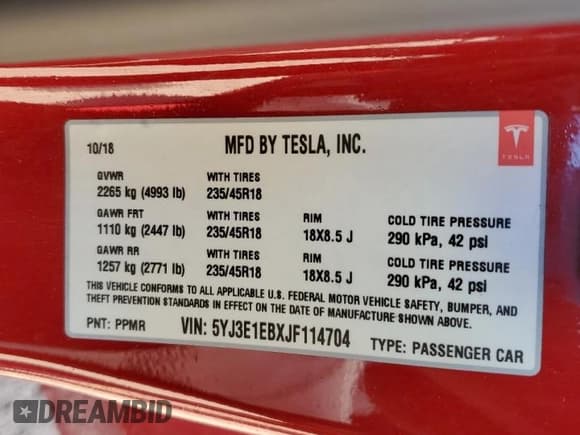 10/18 MFD BY TESLA, INC.
TESLA
GVWR WITH TIRES
2265 kg (4993 lb) 235/45R18
GAWR FRT WITH TIRES RIM COLD TIRE PRESSURE
1110 kg (2447 lb) 235/45R18 18X8.5 J 290 kPa, 42 psi
GAWR RR WITH TIRES RIM COLD TIRE PRESSURE
1257 kg (2771 lb) 235/45R18 18X8.5 J 290 kPa, 42 psi
THIS VEHICLE CONFORMS TO ALL APPLICABLE U.S. FEDERAL MOTOR VEHICLE SAFETY, BUMPER, AND
THEFT PREVENTION STANDARDS IN EFFECT ON THE DATE OF MANUFACTURE SHOWN ABOVE.
PNT: PPMR VIN: 5YJ3E1EBXJF114704 TYPE: PASSENGER CAR
DREAMBID